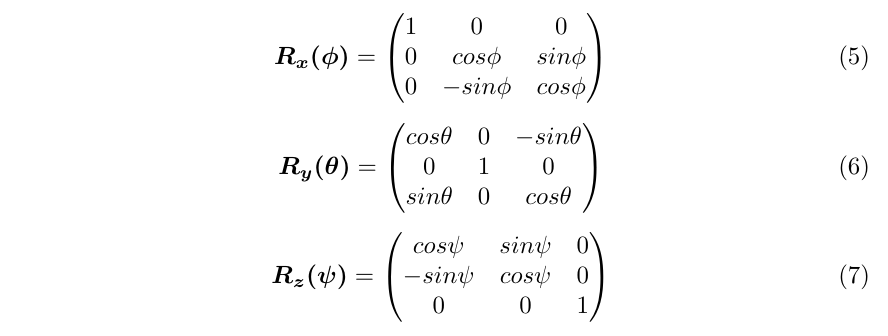 1 0 0
R_x(ϕ) = 0 cosϕ sinϕ (5)
0 −sinϕ cosϕ
cosθ 0 −sinθ
R_y(θ) = 0 1 0 (6)
sinθ 0 cosθ
cosψ sinψ 0
R_z(ψ) = −sinψ cosψ 0 (7)
0 0 1